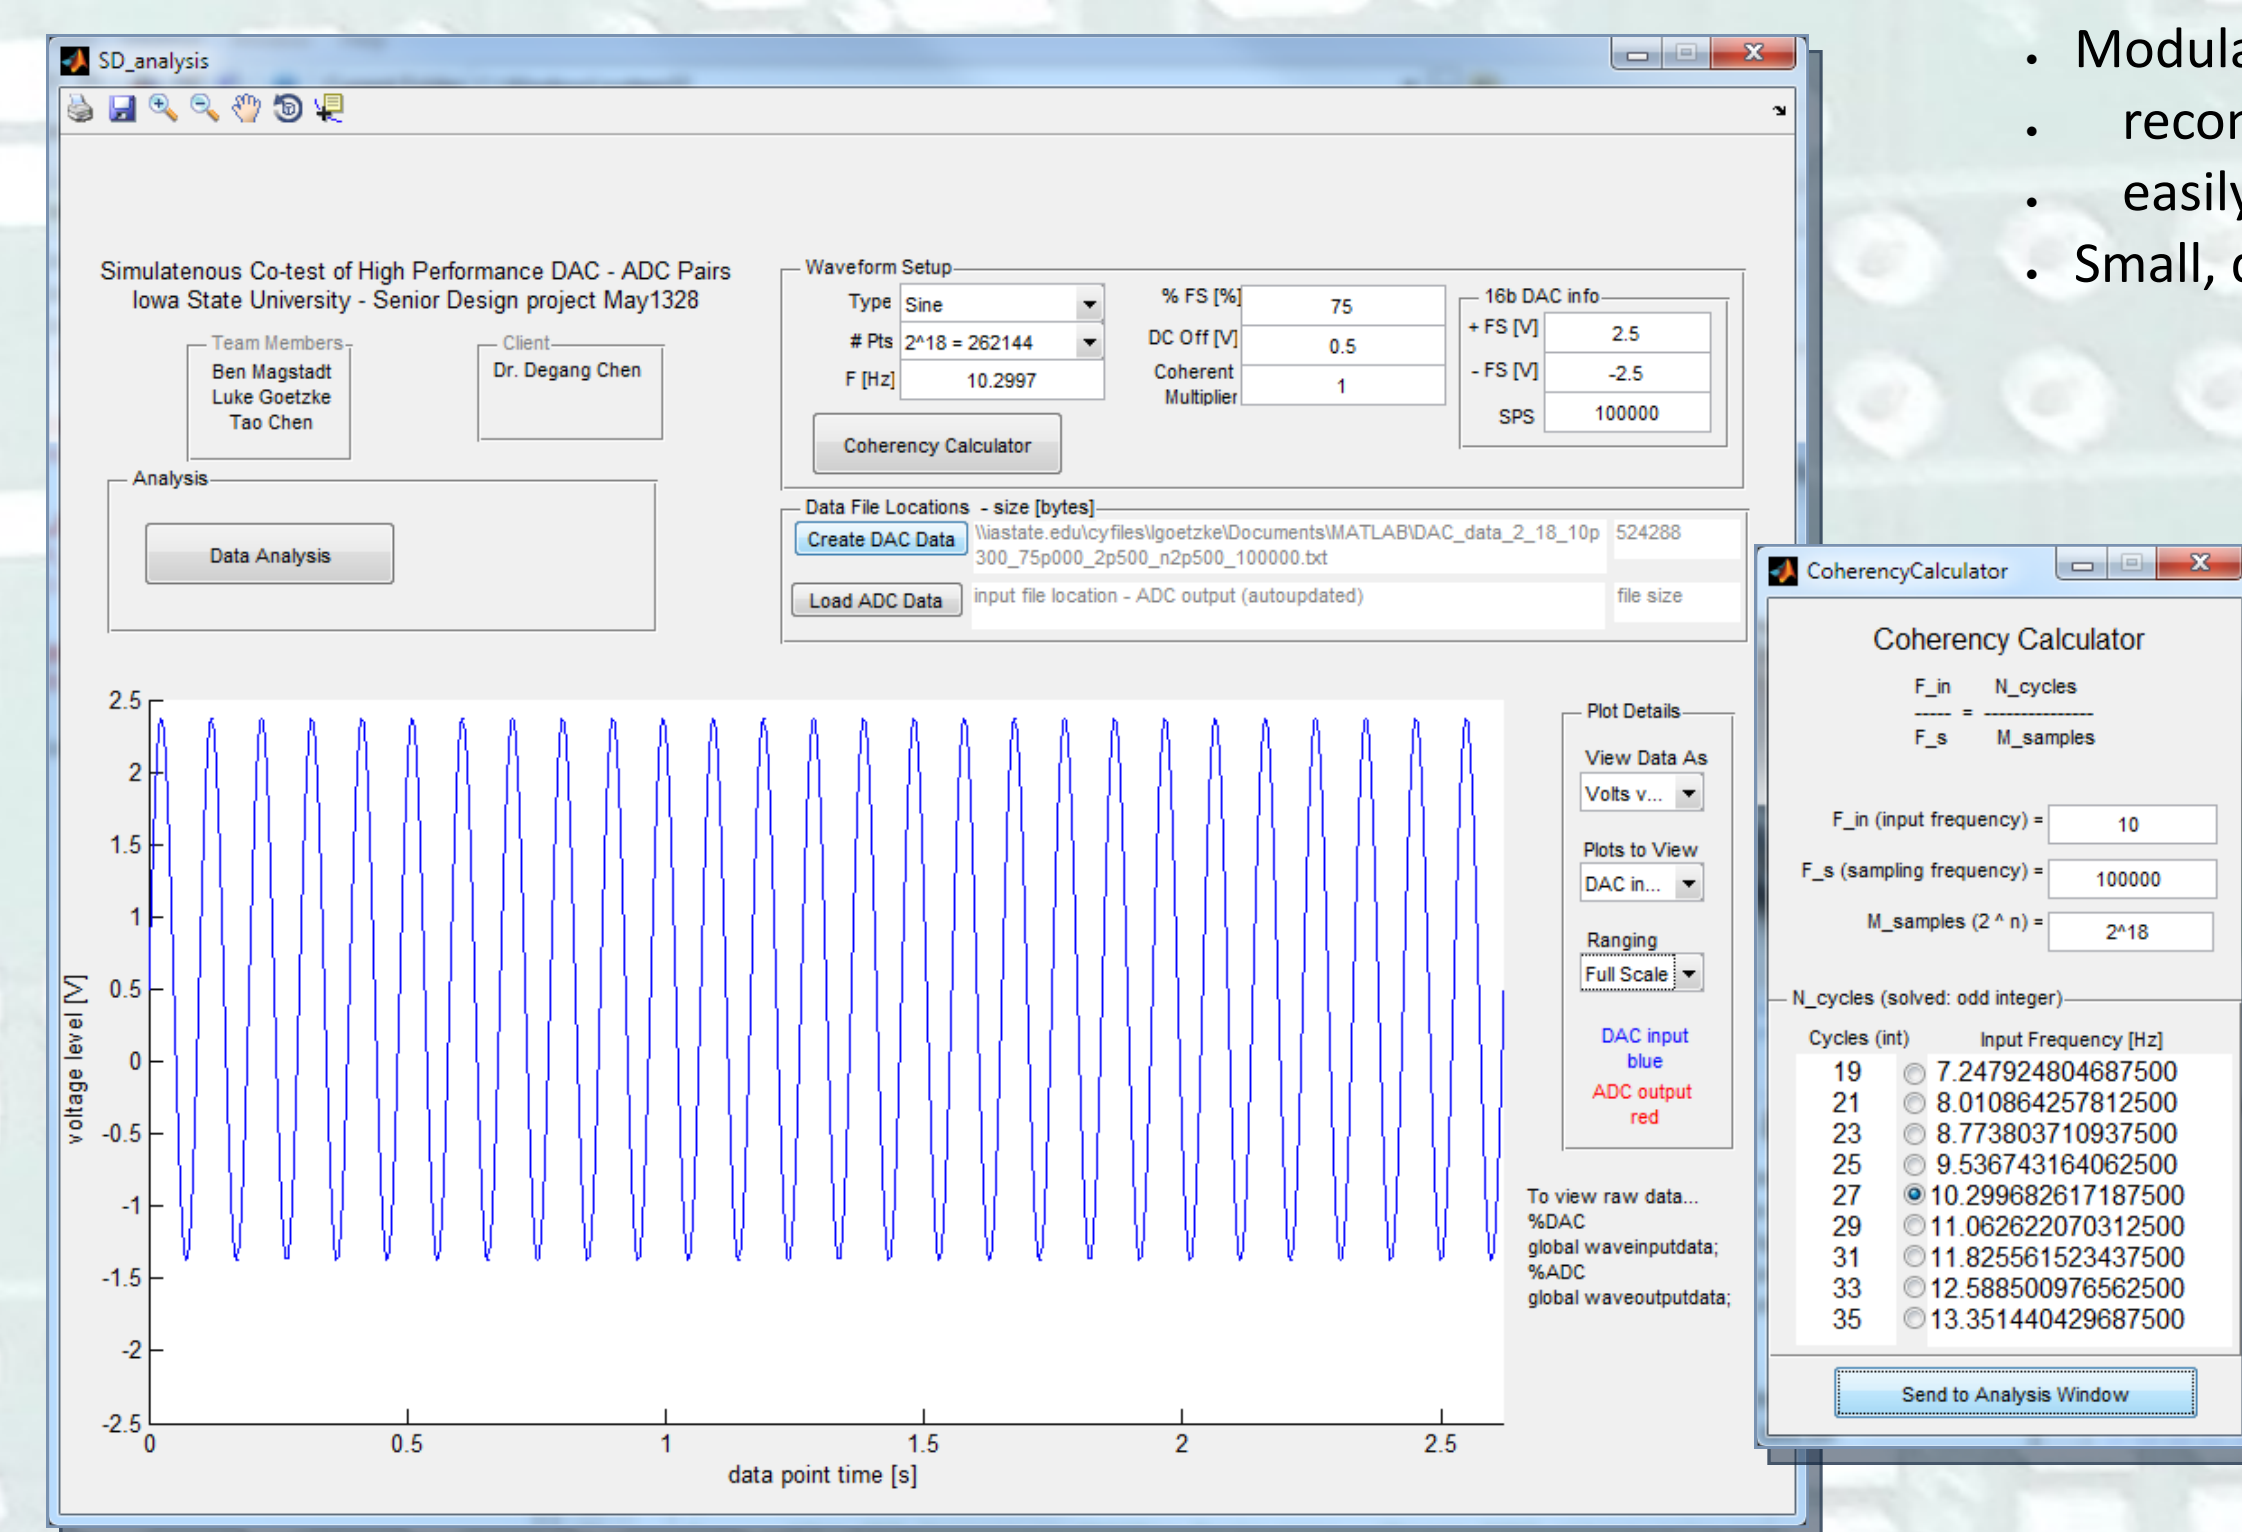 SD_analysis
Simulatenous Co-test of High Performance DAC - ADC Pairs
Iowa State University - Senior Design project May1328
Team Members
Ben Magstadt
Luke Goetzke
Tao Chen
Client
Dr. Degang Chen
Analysis
Data Analysis
Waveform Setup
Type Sine
# Pts 2^18 = 262144
F [Hz] 10.2997
% FS [%] 75
DC Off [V] 0.5
Coherent
Multiplier 1
16b DAC info
+ FS [V] 2.5
- FS [V] -2.5
SPS 100000
Coherency Calculator
Data File Locations - size [bytes]
Create DAC Data \\iastate.edu\cyfiles\lgoetzke\Documents\MATLAB\DAC_data_2_18_10p 524288
300_75p000_2p500_n2p500_100000.txt
Load ADC Data input file location - ADC output (autoupdated) file size
2.5
2
1.5
1
0.5
0
-0.5
-1
-1.5
-2
-2.5
voltage level [V]
0 0.5 1 1.5 2 2.5
data point time [s]
Plot Details
View Data As
Volts v...
Plots to View
DAC in...
Ranging
Full Scale
DAC input
blue
ADC output
red
To view raw data...
%DAC
global waveinputdata;
%ADC
global waveoutputdata;
CoherencyCalculator
Coherency Calculator
F_in N_cycles
----- = ---------------
F_s M_samples
F_in (input frequency) = 10
F_s (sampling frequency) = 100000
M_samples (2 ^ n) = 2^18
N_cycles (solved: odd integer)
Cycles (int) Input Frequency [Hz]
19 7.247924804687500
21 8.010864257812500
23 8.773803710937500
25 9.536743164062500
27 10.299682617187500
29 11.062622070312500
31 11.825561523437500
33 12.588500976562500
35 13.351440429687500
Send to Analysis Window
• Modula
• recon
• easily
• Small,